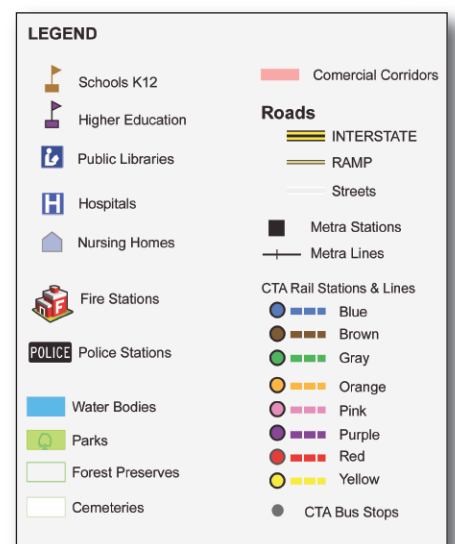 LEGEND
Schools K12
Higher Education
Public Libraries
H
Hospitals
Nursing Homes
F
Fire Stations
POLICE
Police Stations
Water Bodies
Parks
Forest Preserves
Cemeteries
Comercial Corridors
Roads
INTERSTATE
RAMP
Streets
Metra Stations
Metra Lines
CTA Rail Stations & Lines
Blue
Brown
Gray
Orange
Pink
Purple
Red
Yellow
CTA Bus Stops